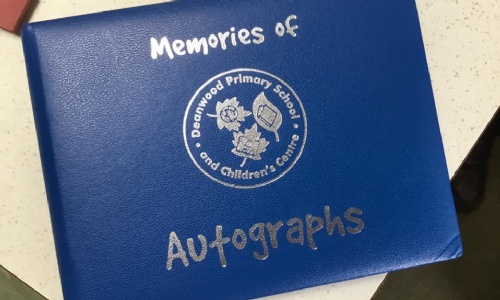 Memories of
• Deanwood Primary School •
and Children's Centre
Autographs